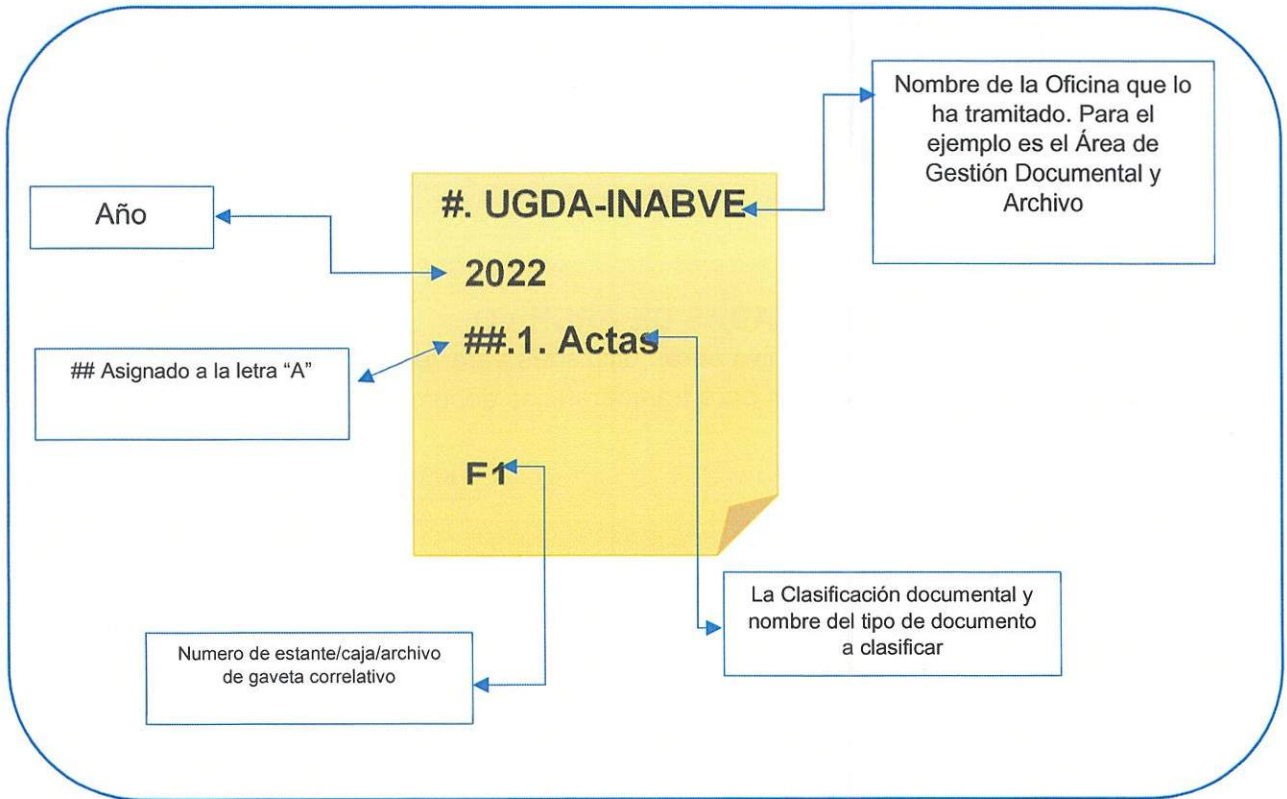 Nombre de la Oficina que lo
ha tramitado. Para el
ejemplo es el Área de
Gestión Documental y
Archivo
Año
#. UGDA-INABVE
2022
##.1. Actas
F1
## Asignado a la letra “A”
La Clasificación documental y
nombre del tipo de documento
a clasificar
Numero de estante/caja/archivo
de gaveta correlativo